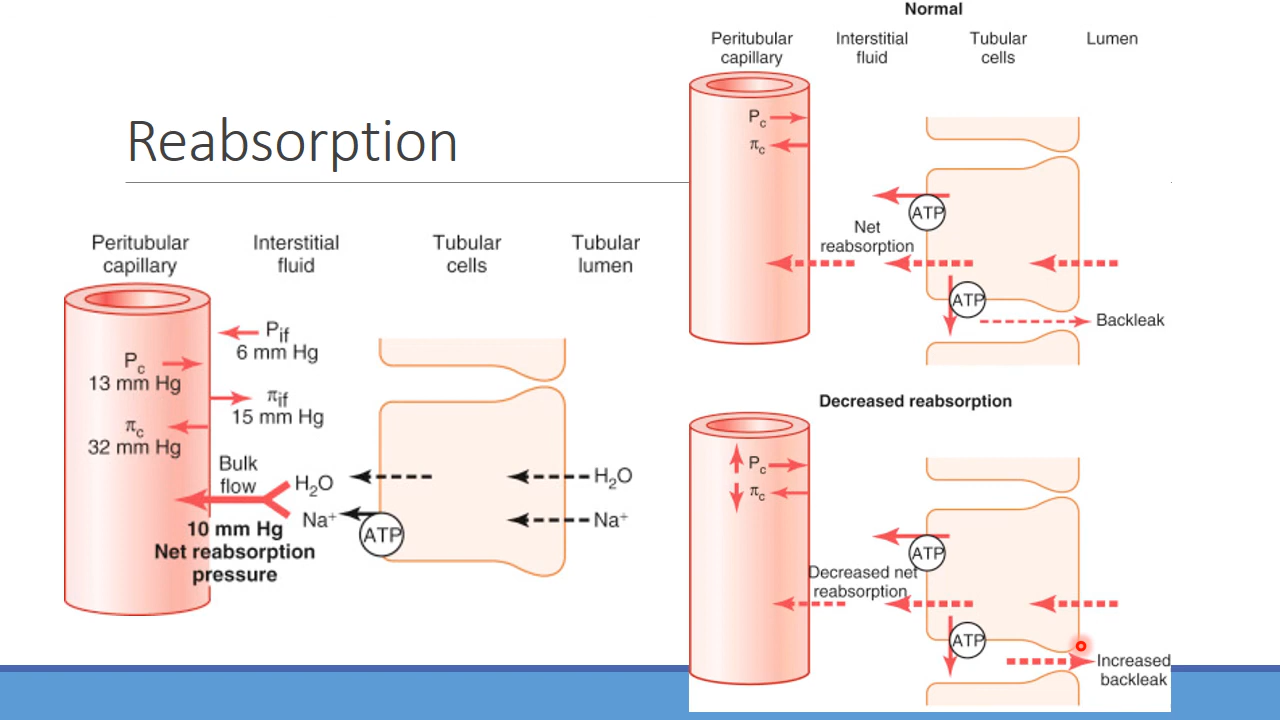 Reabsorption
Peritubular
capillary
Interstitial
fluid
Tubular
cells
Tubular
lumen
Pif
6 mm Hg
Pc
13 mm Hg
πif
15 mm Hg
πc
32 mm Hg
Bulk
flow
H2O
H2O
Na+
Na+
ATP
10 mm Hg
Net reabsorption
pressure
Normal
Peritubular
capillary
Interstitial
fluid
Tubular
cells
Lumen
Pc
πc
ATP
Net
reabsorption
ATP
Backleak
Decreased reabsorption
Pc
πc
ATP
Decreased net
reabsorption
ATP
Increased
backleak